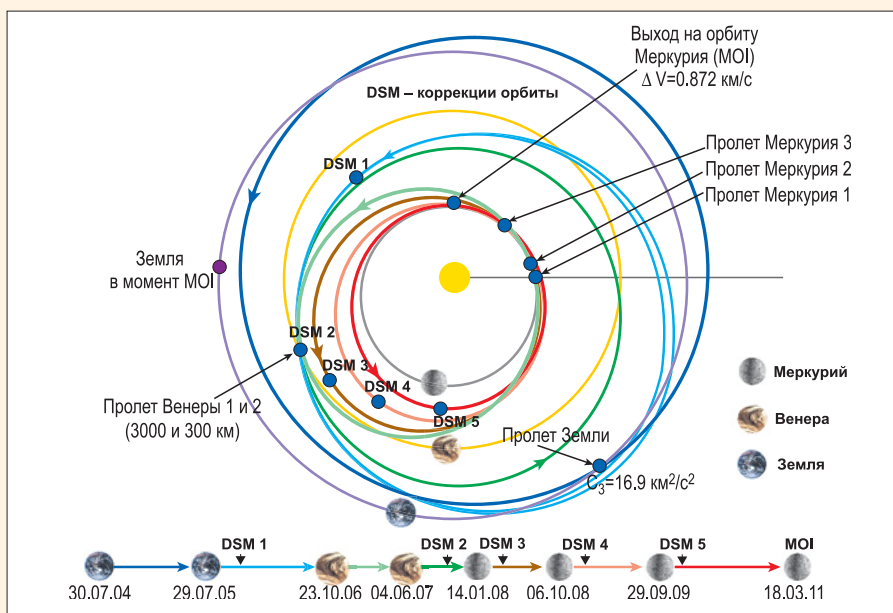 Выход на орбиту
Меркурия (MOI)
Δ V=0.872 км/с
DSM – коррекции орбиты
Пролет Меркурия 3
DSM 1
Пролет Меркурия 2
Пролет Меркурия 1
Земля
в момент MOI
DSM 2
DSM 3
DSM 4
Меркурий
Пролет Венеры 1 и 2
(3000 и 300 км)
DSM 5
Пролет Земли
Венера
C₃=16.9 км²/с²
Земля
DSM 1
DSM 2
DSM 3
DSM 4
DSM 5
MOI
30.07.04
29.07.05
23.10.06
04.06.07
14.01.08
06.10.08
29.09.09
18.03.11